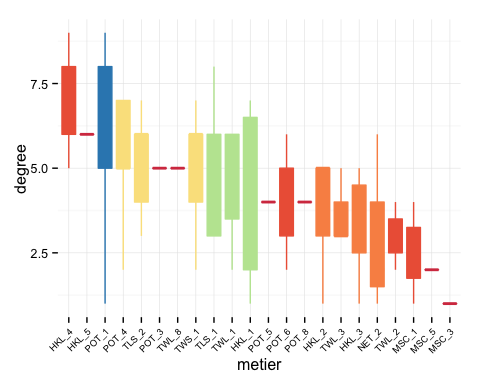 degree
7.5
5.0
2.5
HKL_4 HKL_5 POT_1 POT_4 TLS_2 POT_3 TWL_8 TWS_1 TLS_1 TWL_1 HKL_1 POT_5 POT_6 POT_8 HKL_2 TWL_3 HKL_3 NET_2 TWL_2 MSC_1 MSC_5 MSC_3
metier